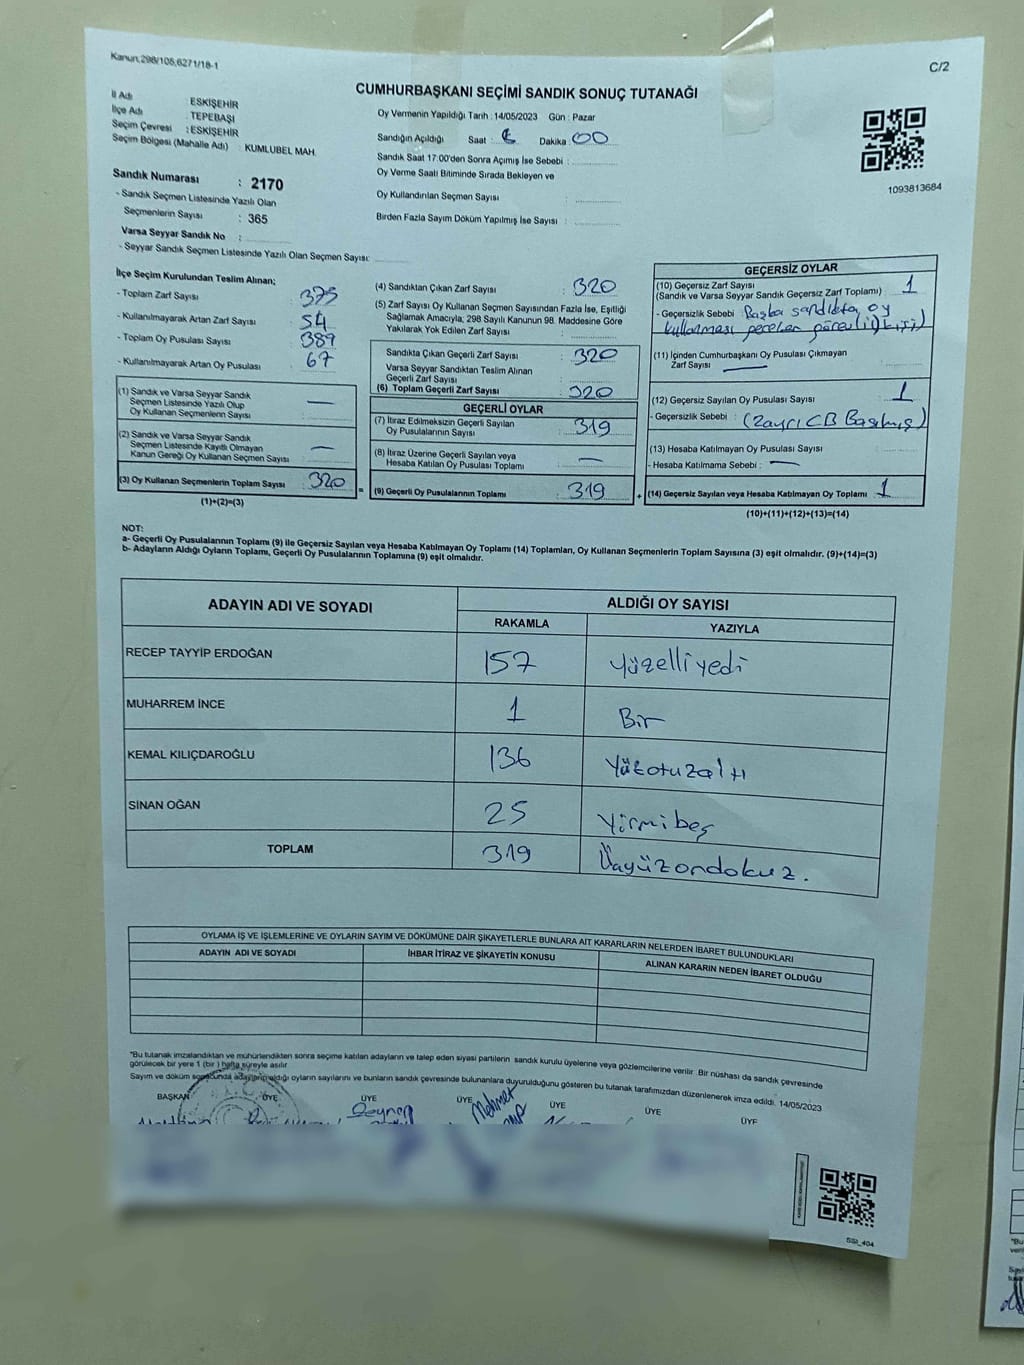 Kanun;298/105;6271/18-1
C/2
CUMHURBAŞKANI SEÇİMİ SANDIK SONUÇ TUTANAĞI
İl Adı : ESKİŞEHİR
İlçe Adı : TEPEBAŞI
Seçim Çevresi : ESKİŞEHİR
Seçim Bölgesi (Mahalle Adı) : KUMLUBEL MAH.
Sandık Numarası : 2170
- Sandık Seçmen Listesinde Yazılı Olan
Seçmenlerin Sayısı : 365
Varsa Seyyar Sandık No :
- Seyyar Sandık Seçmen Listesinde Yazılı Olan Seçmen Sayısı:
Oy Vermenin Yapıldığı Tarih : 14/05/2023 Gün : Pazar
Sandığın Açıldığı Saat : Dakika : 00
Sandık Saat 17:00'den Sonra Açımış İse Sebebi :
Oy Verme Saati Bitiminde Sırada Bekleyen ve
Oy Kullandırılan Seçmen Sayısı :
Birden Fazla Sayım Döküm Yapılmış İse Sayısı :
1093813684
İlçe Seçim Kurulundan Teslim Alınan;
- Toplam Zarf Sayısı : 375
- Kullanılmayarak Artan Zarf Sayısı : 54
- Toplam Oy Pusulası Sayısı : 389
- Kullanılmayarak Artan Oy Pusulası : 67
(1) Sandık ve Varsa Seyyar Sandık
Seçmen Listesinde Yazılı Olup
Oy Kullanan Seçmenlerin Sayısı : —
(2) Sandık ve Varsa Seyyar Sandık
Seçmen Listesinde Kayıtlı Olmayan
Kanun Gereği Oy Kullanan Seçmen Sayısı : —
(3) Oy Kullanan Seçmenlerin Toplam Sayısı : 320
(1)+(2)=(3)
(4) Sandıktan Çıkan Zarf Sayısı : 320
(5) Zarf Sayısı Oy Kullanan Seçmen Sayısından Fazla İse, Eşitliği
Sağlamak Amacıyla; 298 Sayılı Kanunun 98. Maddesine Göre
Yakılarak Yok Edilen Zarf Sayısı :
Sandıkta Çıkan Geçerli Zarf Sayısı : 320
Varsa Seyyar Sandıktan Teslim Alınan
Geçerli Zarf Sayısı :
(6) Toplam Geçerli Zarf Sayısı : 320
GEÇERLİ OYLAR
(7) İtiraz Edilmeksizin Geçerli Sayılan
Oy Pusulalarının Sayısı : 319
(8) İtiraz Üzerine Geçerli Sayılan veya
Hesaba Katılan Oy Pusulası Toplamı : —
= (9) Geçerli Oy Pusulalarının Toplamı : 319
GEÇERSİZ OYLAR
(10) Geçersiz Zarf Sayısı
(Sandık ve Varsa Seyyar Sandık Geçersiz Zarf Toplamı) : 1
- Geçersizlik Sebebi : Başka sandıkta oy
kullanması gereken görevli
(11) İçinden Cumhurbaşkanı Oy Pusulası Çıkmayan
Zarf Sayısı : —
(12) Geçersiz Sayılan Oy Pusulası Sayısı : 1
- Geçersizlik Sebebi : CB
(13) Hesaba Katılmayan Oy Pusulası Sayısı :
- Hesaba Katılmama Sebebi : —
+ (14) Geçersiz Sayılan veya Hesaba Katılmayan Oy Toplamı : 1
(10)+(11)+(12)+(13)=(14)
NOT:
a- Geçerli Oy Pusulalarının Toplamı (9) ile Geçersiz Sayılan veya Hesaba Katılmayan Oy Toplamı (14) Toplamları, Oy Kullanan Seçmenlerin Toplam Sayısına (3) eşit olmalıdır. (9)+(14)=(3)
b- Adayların Aldığı Oyların Toplamı, Geçerli Oy Pusulalarının Toplamına (9) eşit olmalıdır.
ADAYIN ADI VE SOYADI ALDIĞI OY SAYISI
RAKAMLA YAZIYLA
RECEP TAYYİP ERDOĞAN 157 Yüzelliyedi
MUHARREM İNCE 1 Bir
KEMAL KILIÇDAROĞLU 136 Yüzotuzaltı
SİNAN OĞAN 25 Yirmibeş
TOPLAM 319 Üçyüzondokuz.
OYLAMA İŞ VE İŞLEMLERİNE VE OYLARIN SAYIM VE DÖKÜMÜNE DAİR ŞİKAYETLERLE BUNLARA AİT KARARLARIN NELERDEN İBARET BULUNDUKLARI
ADAYIN ADI VE SOYADI İHBAR İTİRAZ VE ŞİKAYETİN KONUSU ALINAN KARARIN NEDEN İBARET OLDUĞU
*Bu tutanak imzalandıktan ve mühürlendikten sonra seçime katılan adayların ve talep eden siyasi partilerin sandık kurulu üyelerine veya gözlemcilerine verilir. Bir nüshası da sandık çevresinde
görülecek bir yere 1 (bir ) hafta süreyle asılır.
Sayım ve döküm sonucunda adayların aldığı oyların sayılarını ve bunların sandık çevresinde bulunanlara duyurulduğunu gösteren bu tutanak tarafımızdan düzenlenerek imza edildi. 14/05/2023
BAŞKAN ÜYE ÜYE ÜYE ÜYE ÜYE ÜYE
Zeynep Mehmet
SSI_404